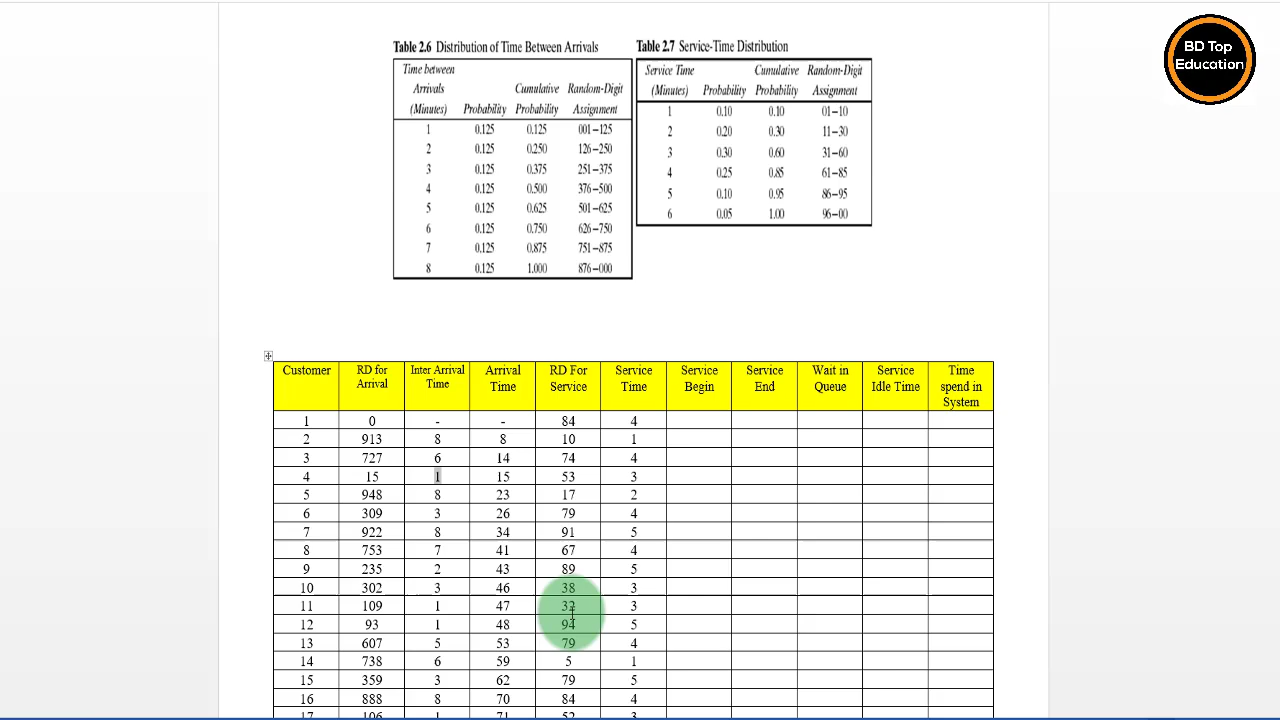 BD Top
Education
Table 2.6 Distribution of Time Between Arrivals
Time between
Arrivals Cumulative Random-Digit
(Minutes) Probability Probability Assignment
1 0.125 0.125 001–125
2 0.125 0.250 126–250
3 0.125 0.375 251–375
4 0.125 0.500 376–500
5 0.125 0.625 501–625
6 0.125 0.750 626–750
7 0.125 0.875 751–875
8 0.125 1.000 876–000
Table 2.7 Service-Time Distribution
Service Time Cumulative Random-Digit
(Minutes) Probability Probability Assignment
1 0.10 0.10 01–10
2 0.20 0.30 11–30
3 0.30 0.60 31–60
4 0.25 0.85 61–85
5 0.10 0.95 86–95
6 0.05 1.00 96–00
Customer RD for Inter Arrival Arrival RD For Service Service Service Wait in Service Time
Arrival Time Time Service Time Begin End Queue Idle Time spend in
System
1 0 - - 84 4
2 913 8 8 10 1
3 727 6 14 74 4
4 15 1 15 53 3
5 948 8 23 17 2
6 309 3 26 79 4
7 922 8 34 91 5
8 753 7 41 67 4
9 235 2 43 89 5
10 302 3 46 38 3
11 109 1 47 32 3
12 93 1 48 94 5
13 607 5 53 79 4
14 738 6 59 5 1
15 359 3 62 79 5
16 888 8 70 84 4
17 106 1 71 52 3